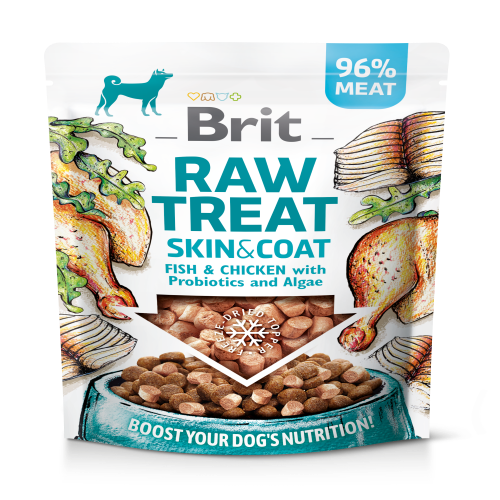 96%
MEAT
Brit
RAW
TREAT
SKIN&COAT
FISH & CHICKEN with
Probiotics and Algae
FREEZE-DRIED TOPPER
BOOST YOUR DOG'S NUTRITION!